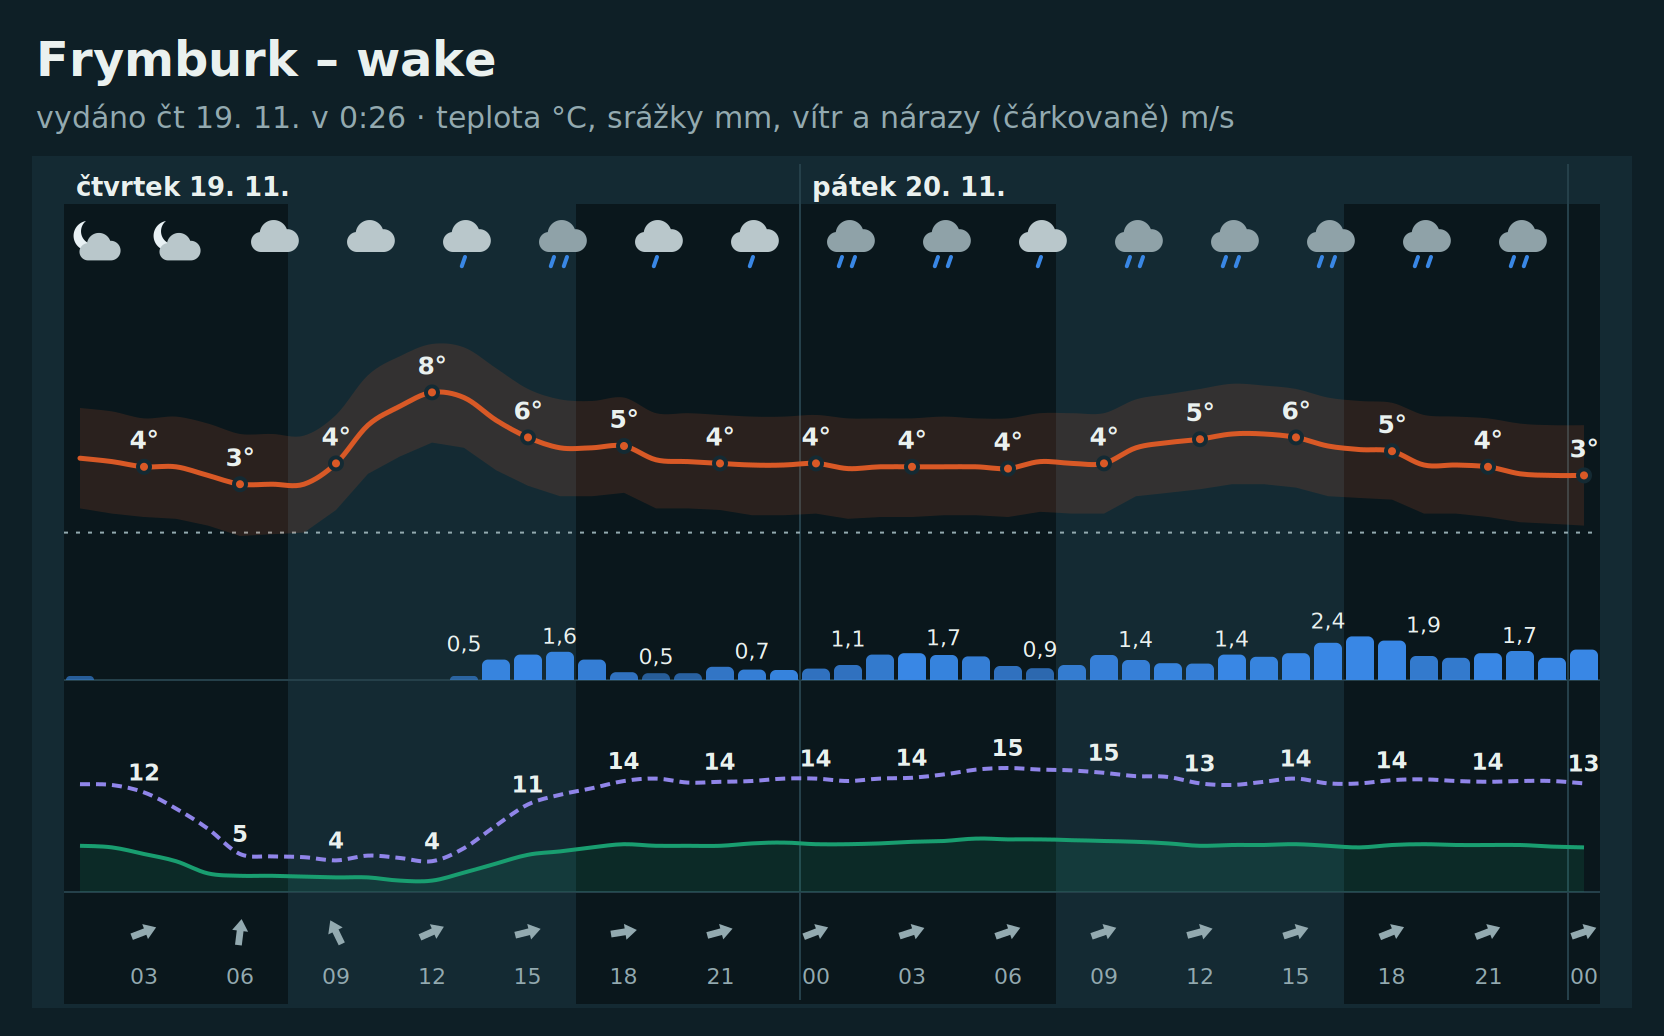 Frymburk – wake
vydáno čt 19. 11. v 0:26 · teplota °C, srážky mm, vítr a nárazy (čárkovaně) m/s
čtvrtek 19. 11. pátek 20. 11.
4° 3° 4° 8° 6° 5° 4° 4° 4° 4° 4° 5° 6° 5° 4° 3°
0,5 1,6 0,5 0,7 1,1 1,7 0,9 1,4 1,4 2,4 1,9 1,7
12 5 4 4 11 14 14 14 14 15 15 13 14 14 14 13
03 06 09 12 15 18 21 00 03 06 09 12 15 18 21 00